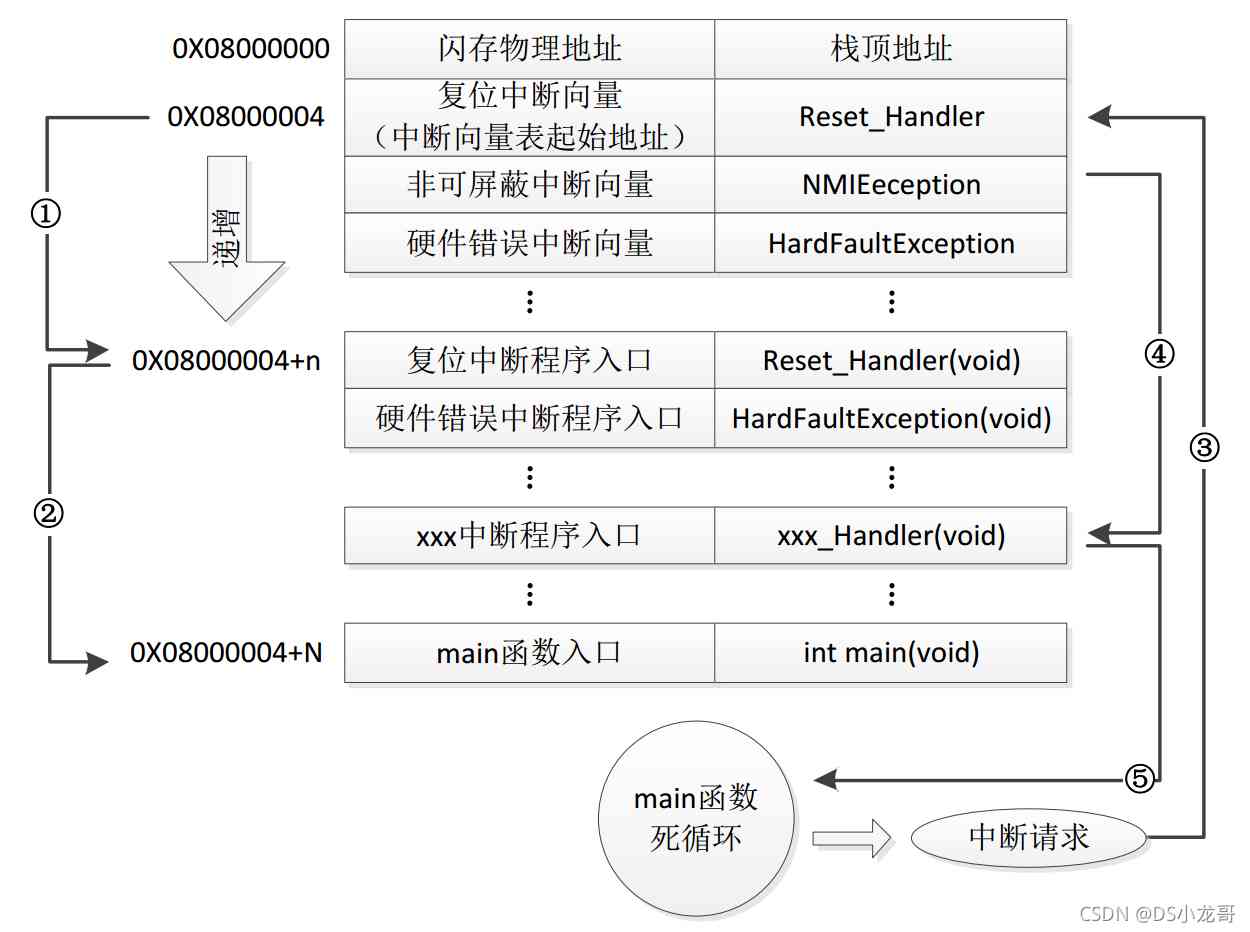 0X08000000
闪存物理地址
栈顶地址
0X08000004
复位中断向量
（中断向量表起始地址）
Reset_Handler
非可屏蔽中断向量
NMIEeception
硬件错误中断向量
HardFaultException
①
递增
0X08000004+n
复位中断程序入口
Reset_Handler(void)
④
硬件错误中断程序入口
HardFaultException(void)
③
②
xxx中断程序入口
xxx_Handler(void)
0X08000004+N
main函数入口
int main(void)
⑤
main函数
死循环
中断请求
CSDN @DS小龙哥